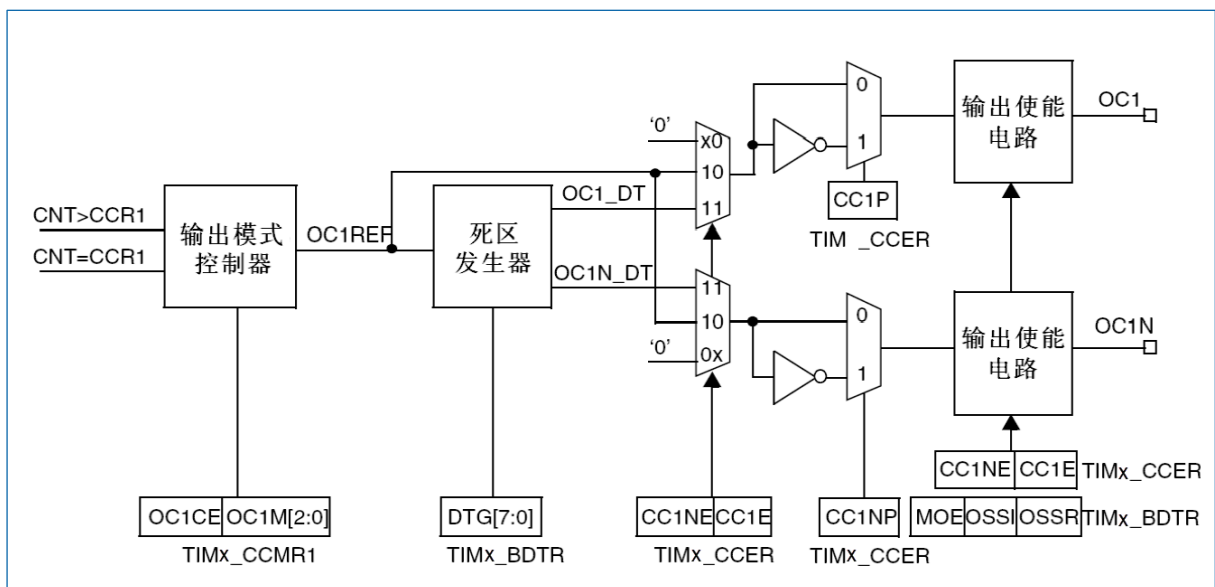 CNT>CCR1
CNT=CCR1
输出模式
控制器
OC1REF
死区
发生器
OC1_DT
OC1N_DT
‘0’
x0
10
11
11
10
‘0’
0x
0
1
CC1P
TIM _CCER
0
1
输出使能
电路
OC1
输出使能
电路
OC1N
OC1CE OC1M[2:0]
TIMx_CCMR1
DTG[7:0]
TIMx_BDTR
CC1NE CC1E
TIMx_CCER
CC1NP
TIMx_CCER
CC1NE CC1E TIMx_CCER
MOE OSSI OSSR TIMx_BDTR